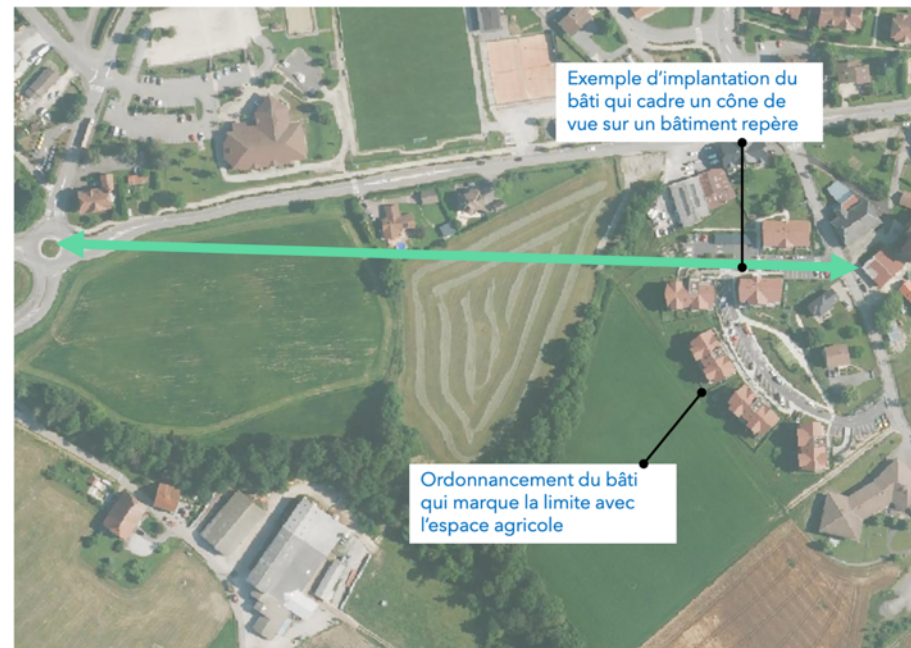 Exemple d'implantation du
bâti qui cadre un cône de
vue sur un bâtiment repère
Ordonnancement du bâti
qui marque la limite avec
l'espace agricole